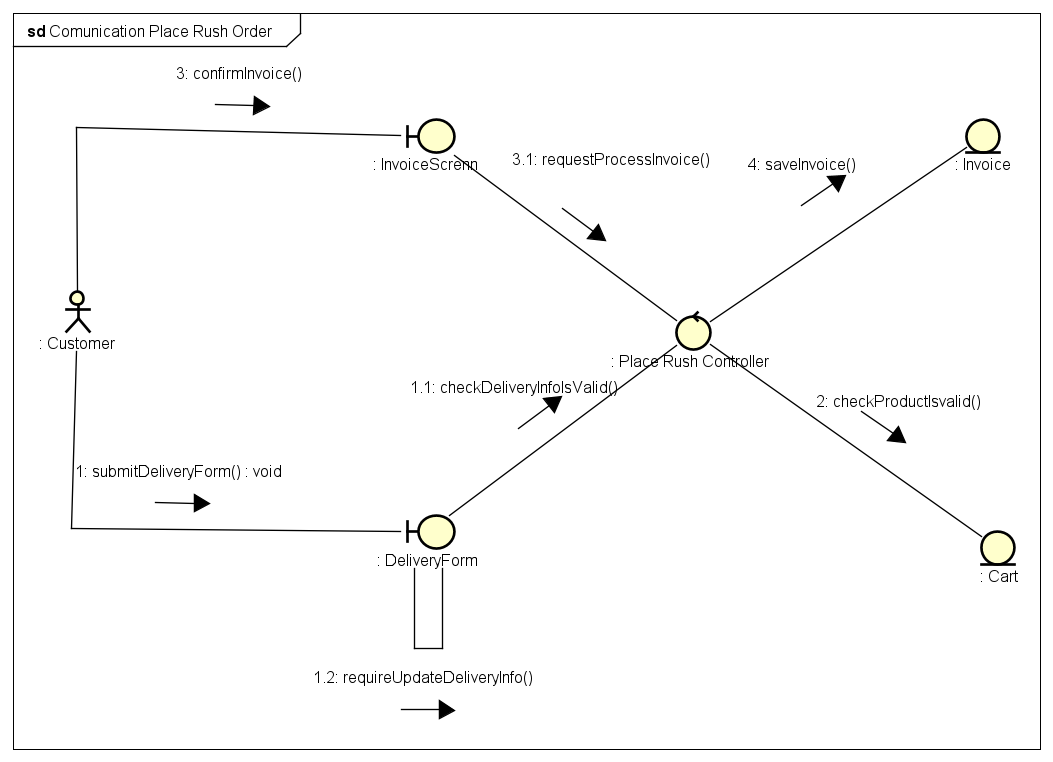 sd Comunication Place Rush Order
3: confirmInvoice()
: InvoiceScrenn
3.1: requestProcessInvoice()
4: saveInvoice()
: Invoice
: Customer
: Place Rush Controller
1.1: checkDeliveryInfoIsValid()
2: checkProductIsvalid()
1: submitDeliveryForm() : void
: DeliveryForm
: Cart
1.2: requireUpdateDeliveryInfo()